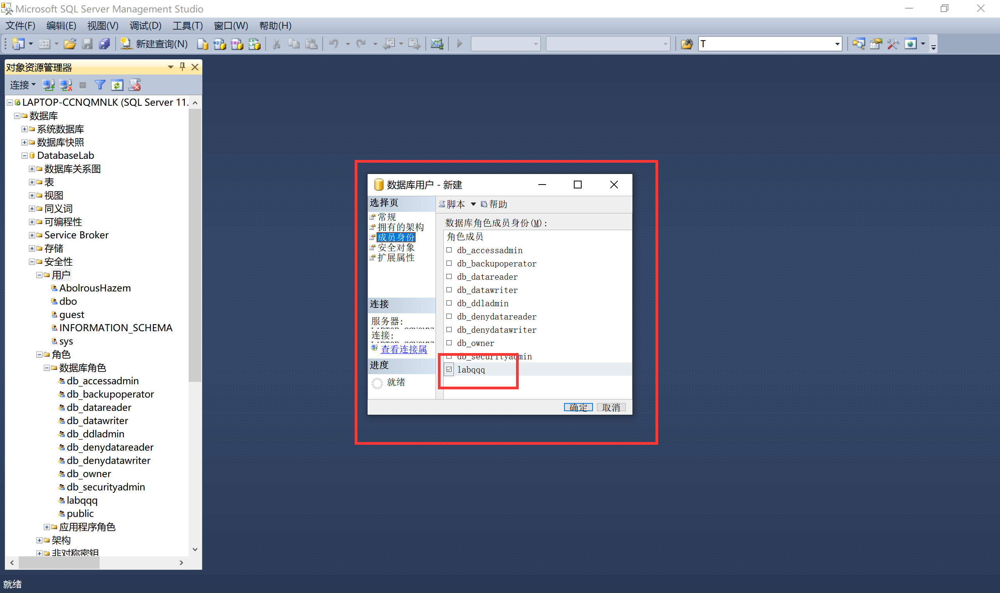 Microsoft SQL Server Management Studio
文件(F) 编辑(E) 视图(V) 调试(D) 工具(T) 窗口(W) 帮助(H)
新建查询(N) T
对象资源管理器
连接
LAPTOP-CCNQMNLK (SQL Server 11.
数据库
系统数据库
数据库快照
DatabaseLab
数据库关系图
表
视图
同义词
可编程性
Service Broker
存储
安全性
用户
AbolrousHazem
dbo
guest
INFORMATION_SCHEMA
sys
角色
数据库角色
db_accessadmin
db_backupoperator
db_datareader
db_datawriter
db_ddladmin
db_denydatareader
db_denydatawriter
db_owner
db_securityadmin
labqqq
public
应用程序角色
架构
非对称密钥
数据库用户 - 新建
选择页
常规
拥有的架构
成员身份
安全对象
扩展属性
连接
服务器:
连接:
查看连接属
进度
就绪
脚本 帮助
数据库角色成员身份(M):
角色成员
db_accessadmin
db_backupoperator
db_datareader
db_datawriter
db_ddladmin
db_denydatareader
db_denydatawriter
db_owner
db_securityadmin
labqqq
确定 取消
就绪